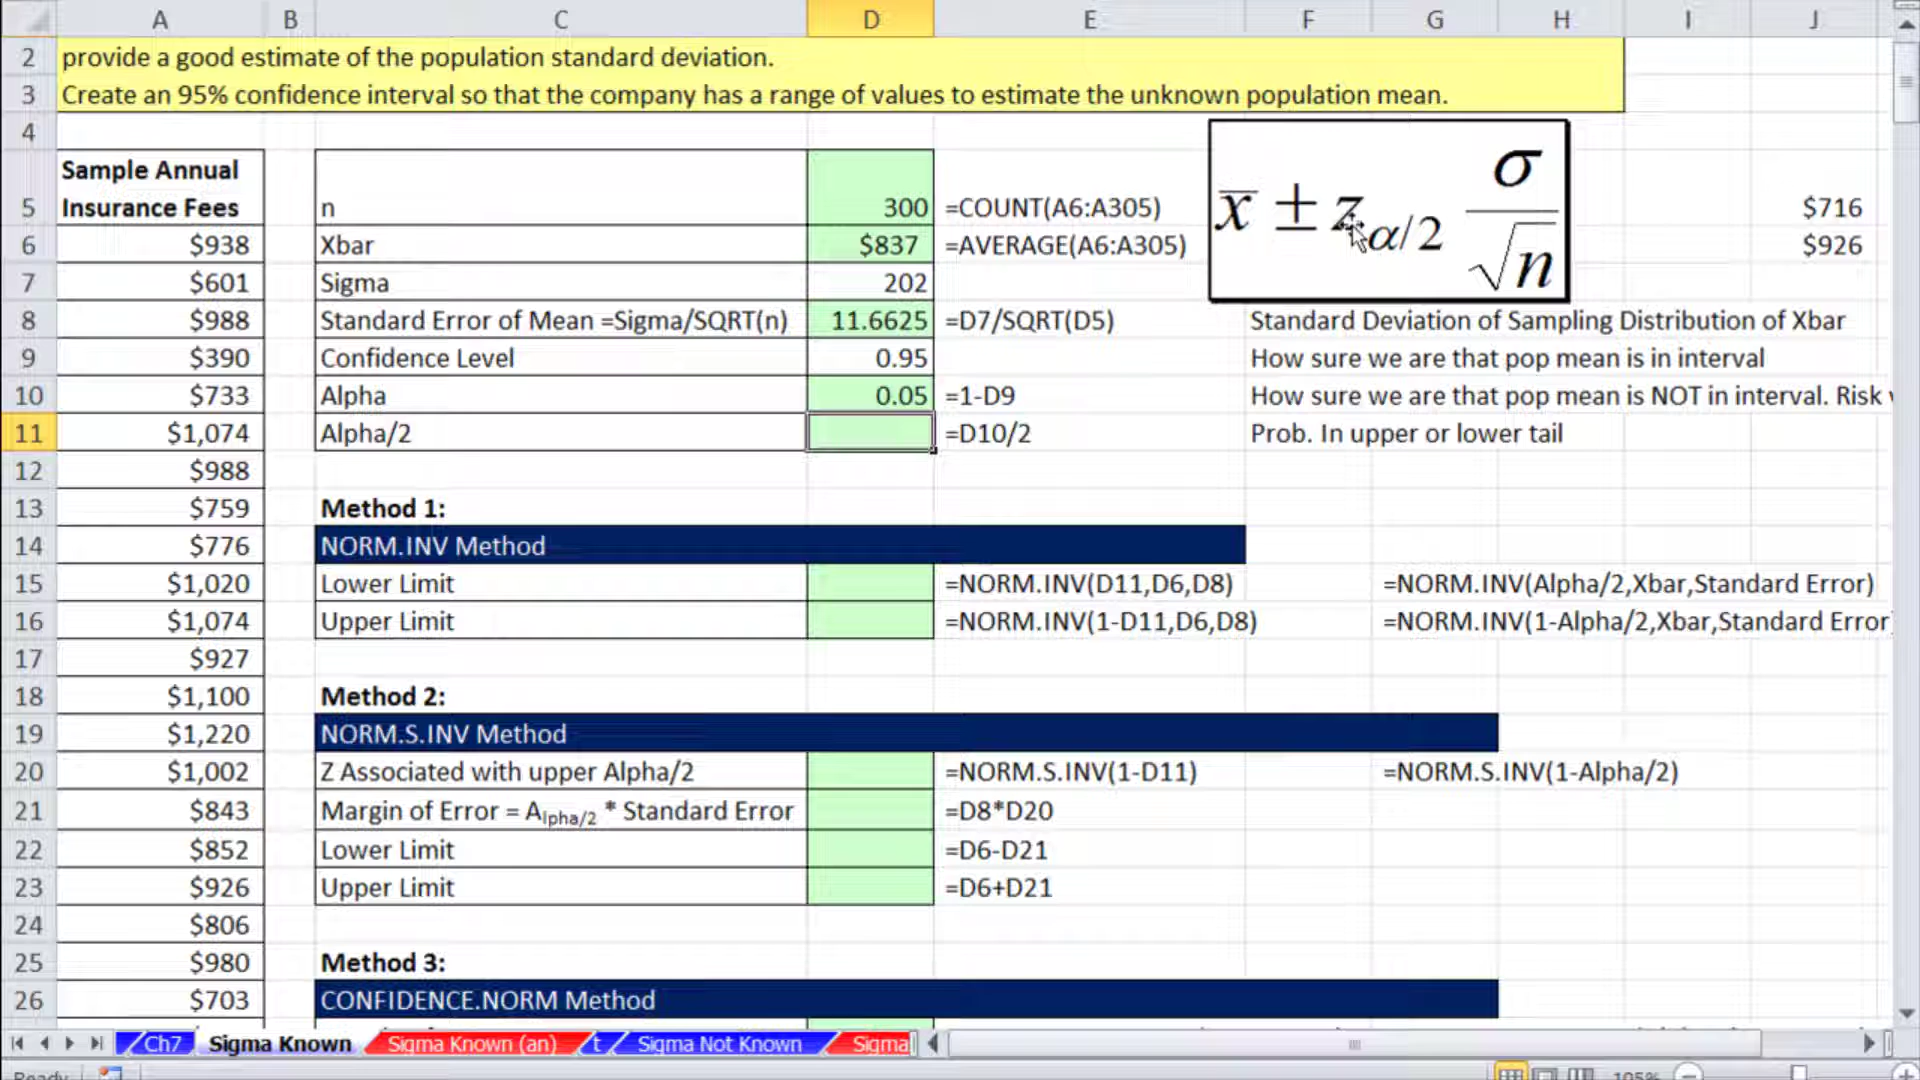 A B C D E F G H I J
2 provide a good estimate of the population standard deviation.
3 Create an 95% confidence interval so that the company has a range of values to estimate the unknown population mean.
4
Sample Annual
5 Insurance Fees n 300 =COUNT(A6:A305) $716
6 $938 Xbar $837 =AVERAGE(A6:A305) $926
x̄ ± z α/2 σ/√n
7 $601 Sigma 202
8 $988 Standard Error of Mean =Sigma/SQRT(n) 11.6625 =D7/SQRT(D5) Standard Deviation of Sampling Distribution of Xbar
9 $390 Confidence Level 0.95 How sure we are that pop mean is in interval
10 $733 Alpha 0.05 =1-D9 How sure we are that pop mean is NOT in interval. Risk
11 $1,074 Alpha/2 =D10/2 Prob. In upper or lower tail
12 $988
13 $759 Method 1:
14 $776 NORM.INV Method
15 $1,020 Lower Limit =NORM.INV(D11,D6,D8) =NORM.INV(Alpha/2,Xbar,Standard Error)
16 $1,074 Upper Limit =NORM.INV(1-D11,D6,D8) =NORM.INV(1-Alpha/2,Xbar,Standard Error)
17 $927
18 $1,100 Method 2:
19 $1,220 NORM.S.INV Method
20 $1,002 Z Associated with upper Alpha/2 =NORM.S.INV(1-D11) =NORM.S.INV(1-Alpha/2)
21 $843 Margin of Error = Alpha/2 * Standard Error =D8*D20
22 $852 Lower Limit =D6-D21
23 $926 Upper Limit =D6+D21
24 $806
25 $980 Method 3:
26 $703 CONFIDENCE.NORM Method
Ch7 Sigma Known Sigma Known (an) t Sigma Not Known Sigma
Ready 105%